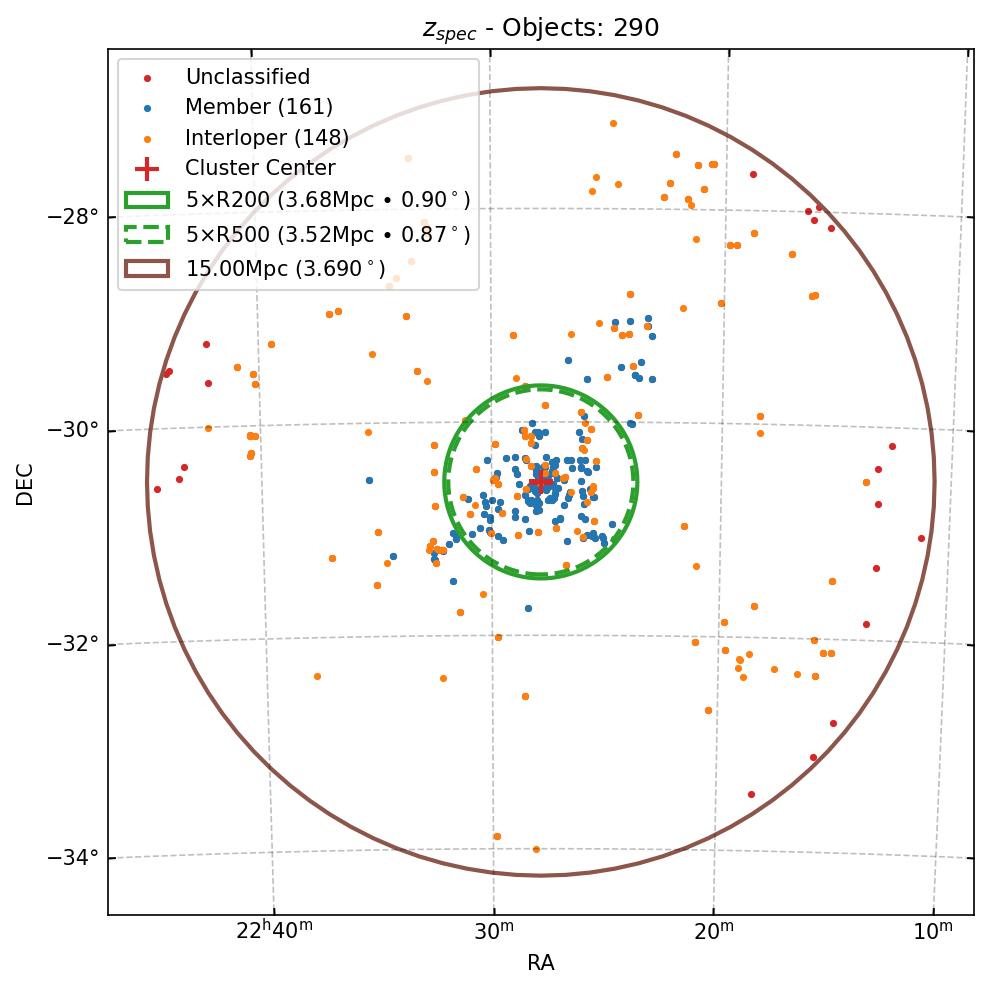 z_spec - Objects: 290
Unclassified
Member (161)
Interloper (148)
Cluster Center
5×R200 (3.68Mpc • 0.90°)
5×R500 (3.52Mpc • 0.87°)
15.00Mpc (3.690°)
−28°
−30°
−32°
−34°
DEC
22ʰ40ᵐ 30ᵐ 20ᵐ 10ᵐ
RA